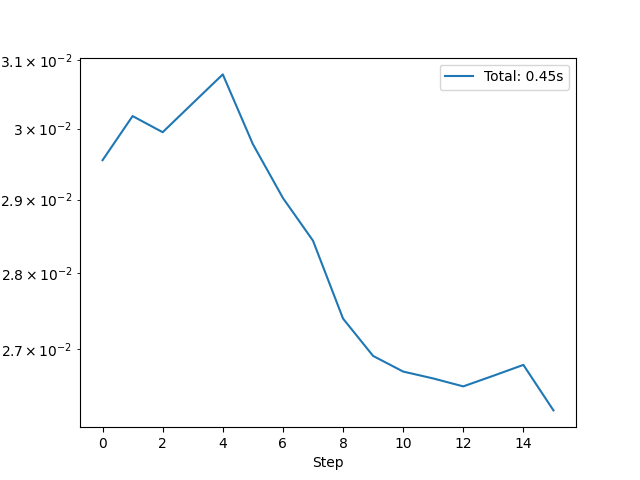 3.1 × 10⁻²
3 × 10⁻²
2.9 × 10⁻²
2.8 × 10⁻²
2.7 × 10⁻²
Total: 0.45s
0 2 4 6 8 10 12 14
Step